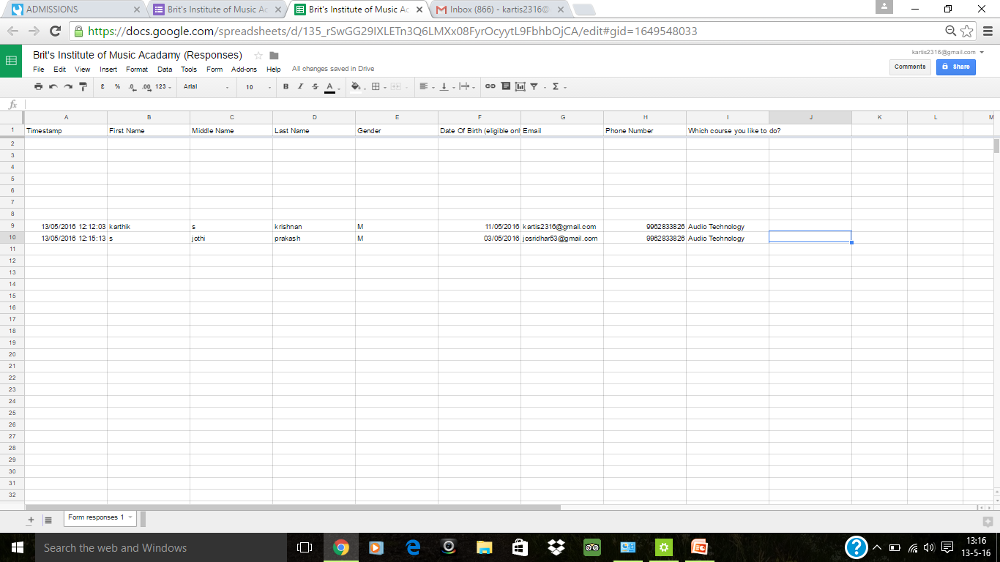 ADMISSIONS
Brit's Institute of Music Ac
Brit's Institute of Music Ac
Inbox (866) - kartis2316@
https://docs.google.com/spreadsheets/d/135_rSwGG29IXLETn3Q6LMXx08FyrOcyytL9FbhbOjCA/edit#gid=1649548033
Brit's Institute of Music Acadamy (Responses)
kartis2316@gmail.com
File Edit View Insert Format Data Tools Form Add-ons Help All changes saved in Drive
Comments Share
£ % .0 .00 123 Arial 10 B I S A Σ
fx
A B C D E F G H I J K L M
1 Timestamp First Name Middle Name Last Name Gender Date Of Birth (eligible onl Email Phone Number Which course you like to do?
2
3
4
5
6
7
8
9 13/05/2016 12:12:03 karthik s krishnan M 11/05/2016 kartis2316@gmail.com 9962833826 Audio Technology
10 13/05/2016 12:15:13 s jothi prakash M 03/05/2016 josridhar53@gmail.com 9962833826 Audio Technology
11
12
13
14
15
16
17
18
19
20
21
22
23
24
25
26
27
28
29
30
31
32
+ Form responses 1
Search the web and Windows
13:16
13-5-16